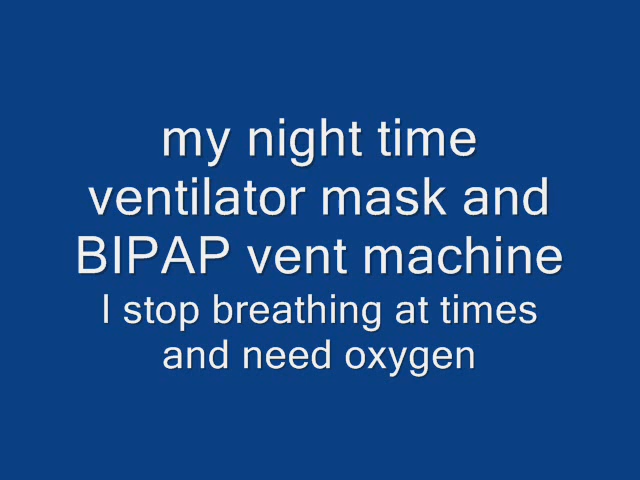 my night time
ventilator mask and
BIPAP vent machine
I stop breathing at times
and need oxygen